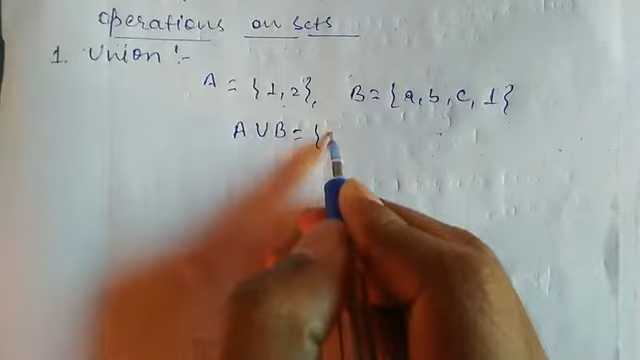 operations on sets
1. Union :-
A = {1, 2}, B = {a, b, c, 1}
A U B = {